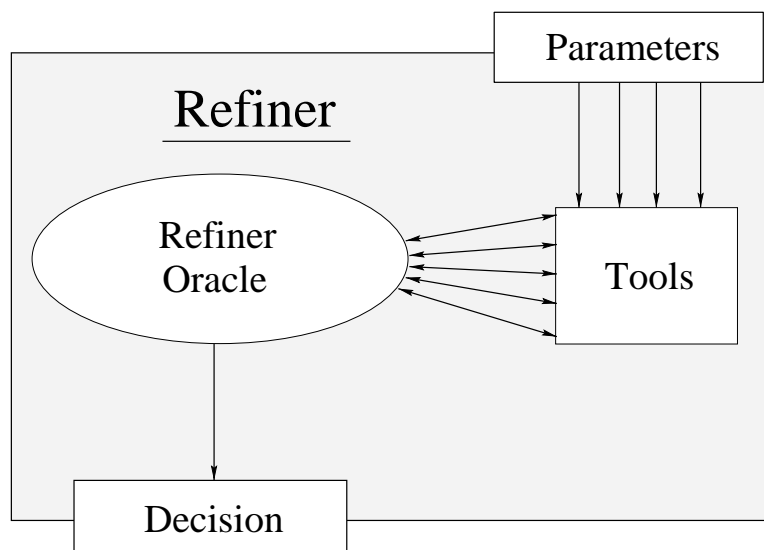 Parameters
Refiner
Refiner
Oracle
Tools
Decision